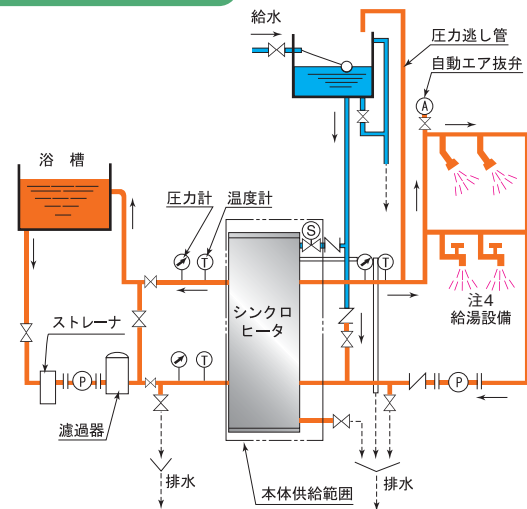 給水
圧力逃し管
自動エア抜弁
A
浴 槽
圧力計
温度計
S
T
T
シンクロ
ヒータ
注4
給湯設備
ストレーナ
T
P
P
濾過器
排水
本体供給範囲
排水